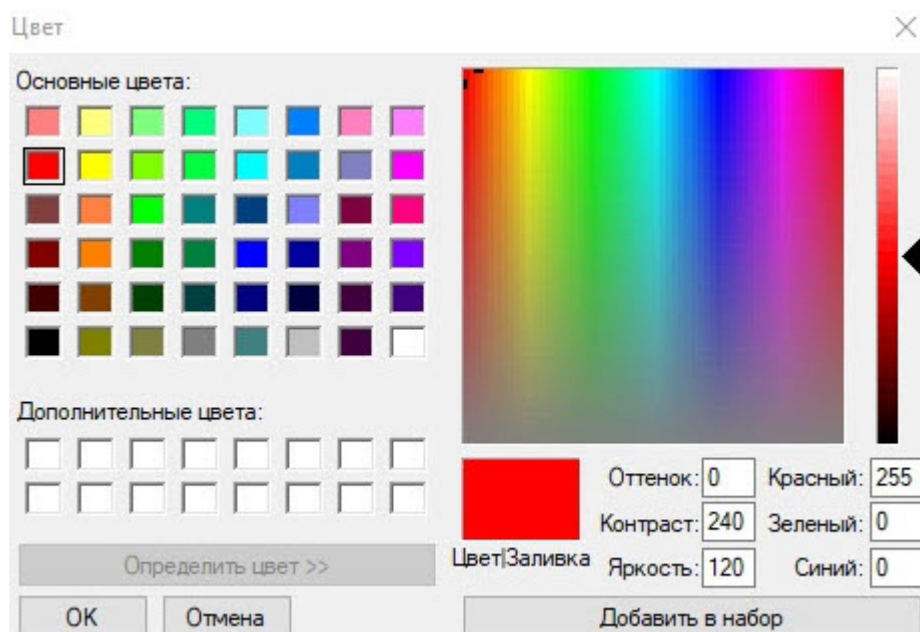 Цвет
Основные цвета:
Дополнительные цвета:
Определить цвет >>
OK
Отмена
Цвет|Заливка
Оттенок: 0
Красный: 255
Контраст: 240
Зеленый: 0
Яркость: 120
Синий: 0
Добавить в набор